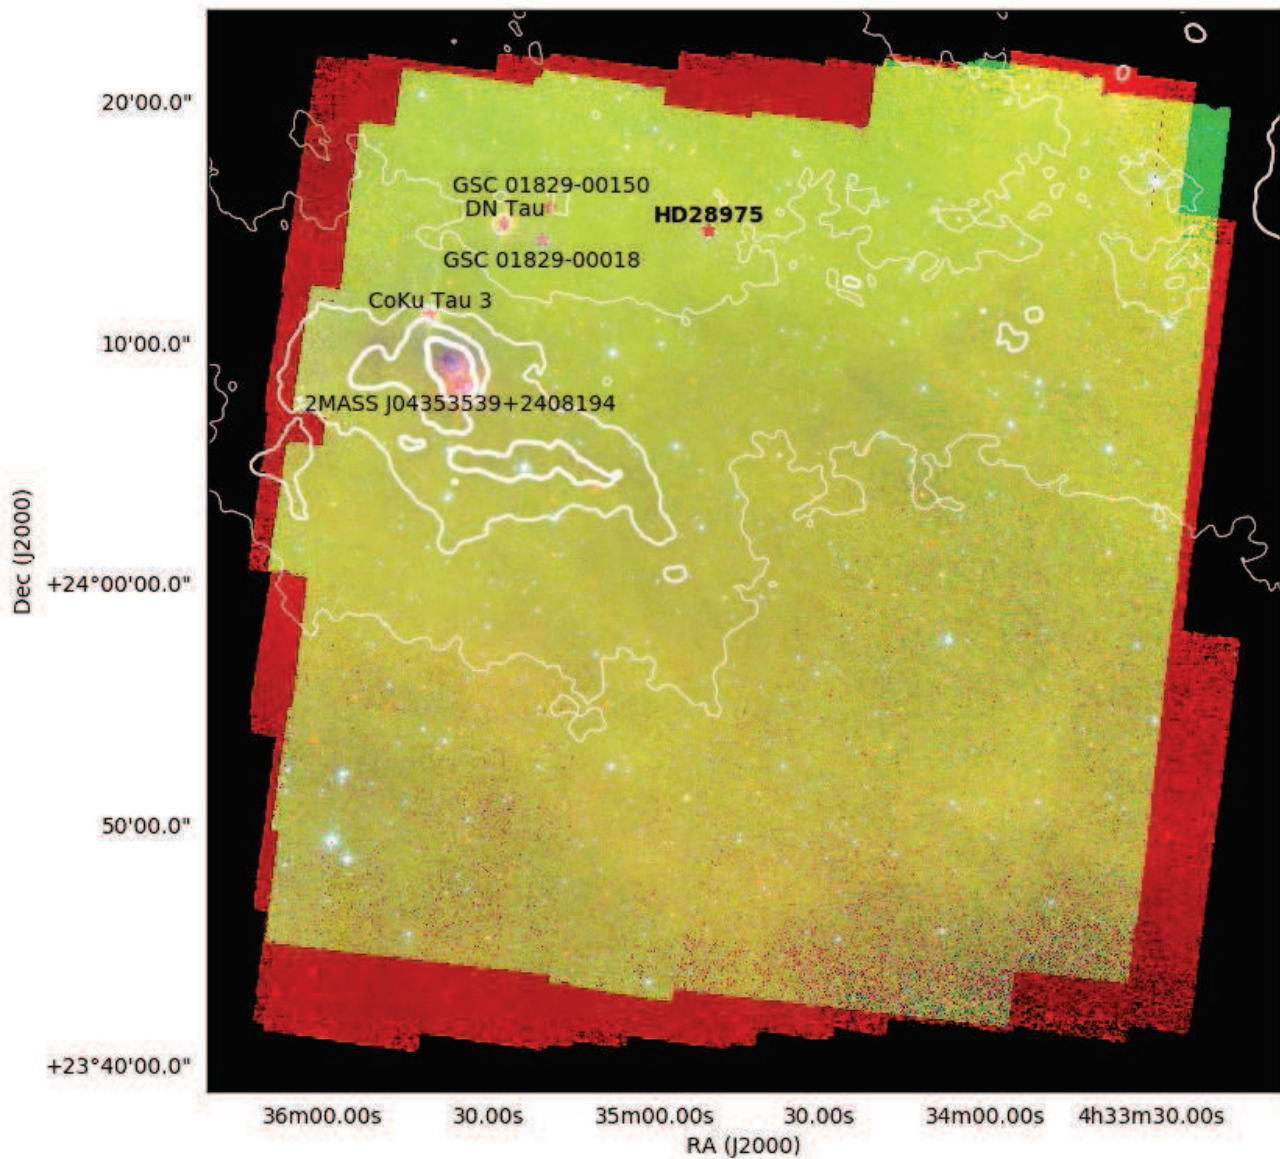 20'00.0"
GSC 01829-00150
DN Tau
HD28975
GSC 01829-00018
CoKu Tau 3
10'00.0"
2MASS J04353539+2408194
Dec (J2000)
+24°00'00.0"
50'00.0"
+23°40'00.0"
36m00.00s 30.00s 35m00.00s 30.00s 34m00.00s 4h33m30.00s
RA (J2000)